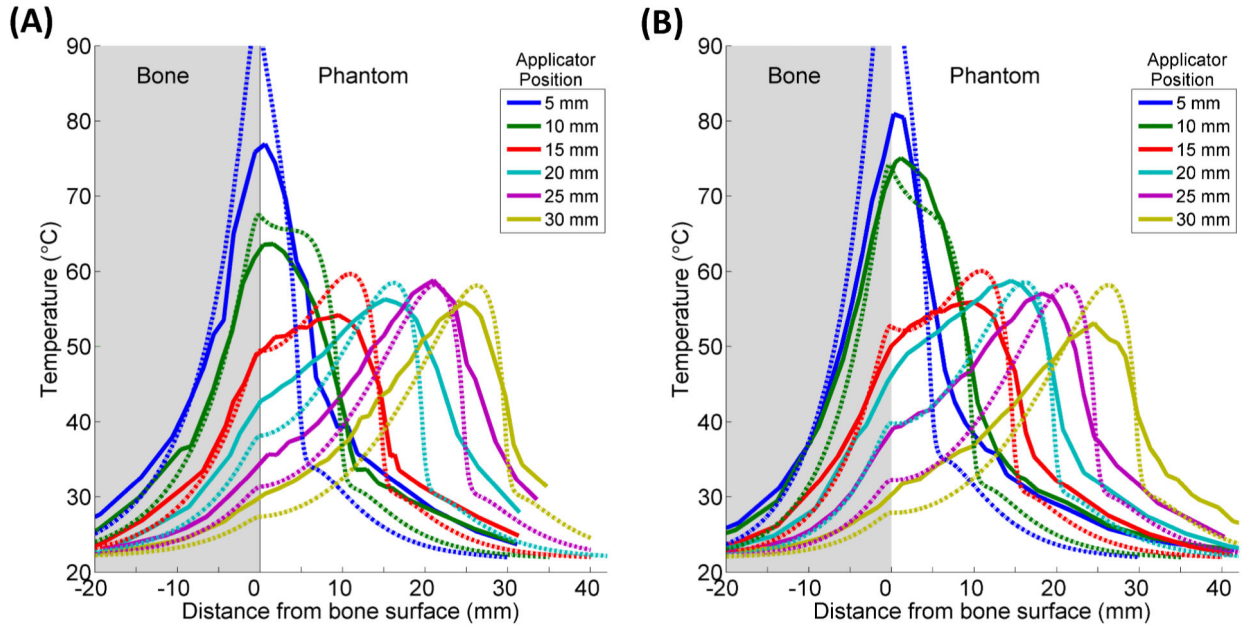 (A)
90
80
70
60
50
40
30
20
-20
-10
0
10
20
30
40
Temperature (°C)
Distance from bone surface (mm)
Bone
Phantom
Applicator
Position
5 mm
10 mm
15 mm
20 mm
25 mm
30 mm
(B)
90
80
70
60
50
40
30
20
-20
-10
0
10
20
30
40
Temperature (°C)
Distance from bone surface (mm)
Bone
Phantom
Applicator
Position
5 mm
10 mm
15 mm
20 mm
25 mm
30 mm